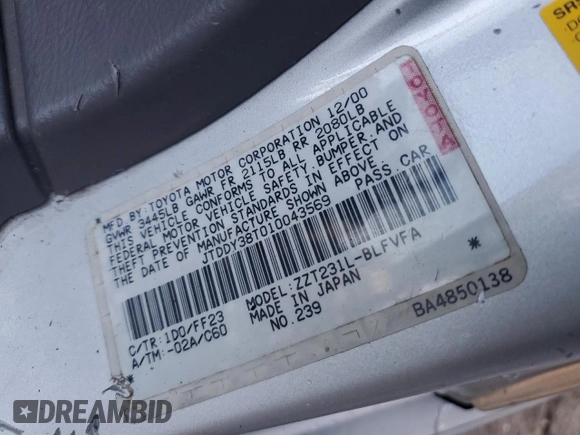 MFD BY:TOYOTA MOTOR CORPORATION 12/00
GVWR 3445LB GAWR FR 2115LB RR 2080LB
THIS VEHICLE CONFORMS TO ALL APPLICABLE
FEDERAL MOTOR VEHICLE SAFETY,BUMPER,AND
THEFT PREVENTION STANDARDS IN EFFECT ON
THE DATE OF MANUFACTURE SHOWN ABOVE.
JTDDY38T010043569 PASS CAR
TOYOTA
C/TR:1D0/FF23 MODEL:ZZT231L-BLFVFA
A/TM:-02A/C60 MADE IN JAPAN
NO.239
BA4850138
SRS
DREAMBID